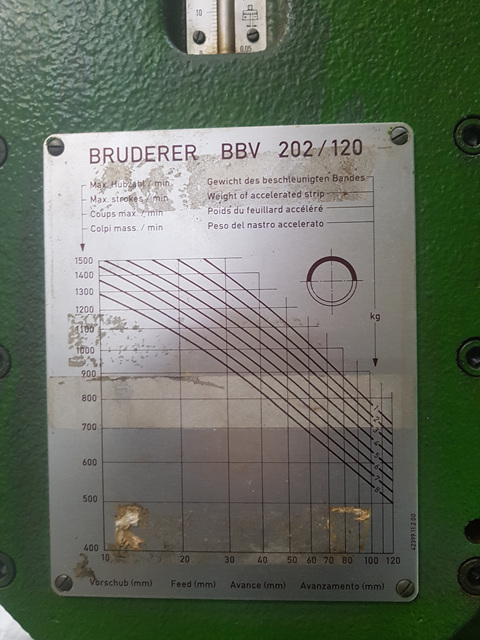 10
0.05
BRUDERER BBV 202/120
Max. Hubzahl / min. Gewicht des beschleunigten Bandes
Max. strokes / min Weight of accelerated strip
Coups max. / min Poids du feuillard accéléré
Colpi mass. / min Peso del nastro accelerato
1500
1400
1300
1200
1100
1000
900
800
700
600
500
400
kg
10 20 30 40 50 60 70 80 100 120
Vorschub (mm) Feed (mm) Avance (mm) Avanzamento (mm)